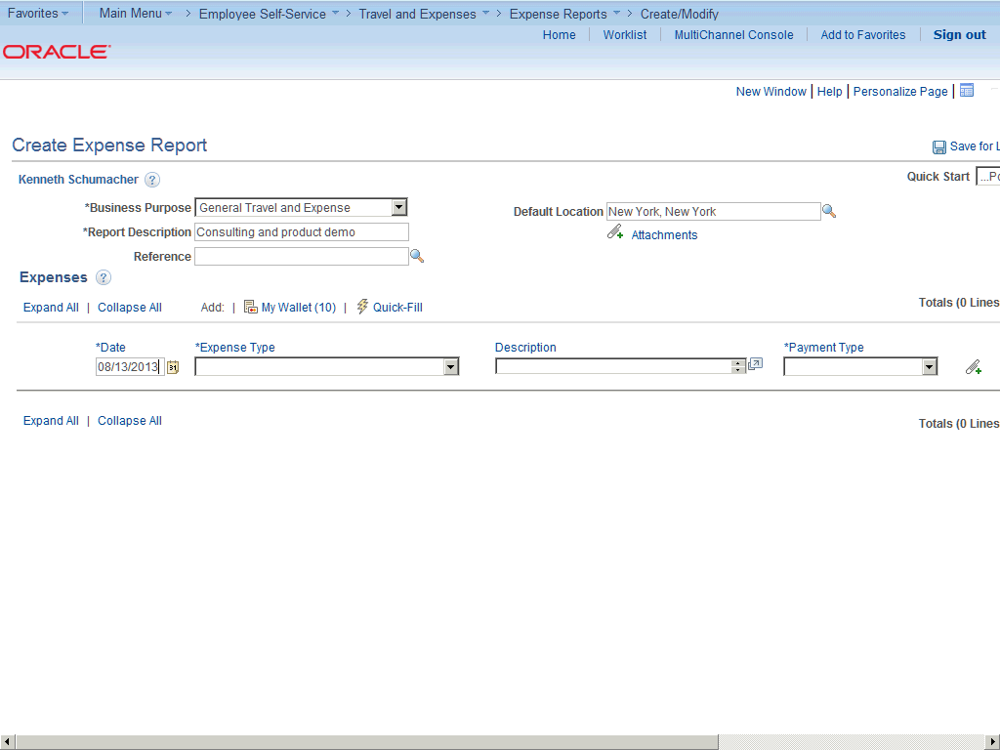 Favorites Main Menu > Employee Self-Service > Travel and Expenses > Expense Reports > Create/Modify
Home Worklist MultiChannel Console Add to Favorites Sign out
ORACLE
New Window | Help | Personalize Page |
Create Expense Report
Save for L
Kenneth Schumacher ?
Quick Start ...Po
*Business Purpose General Travel and Expense
Default Location New York, New York
*Report Description Consulting and product demo
Attachments
Reference
Expenses ?
Expand All | Collapse All Add: | My Wallet (10) | Quick-Fill
Totals (0 Lines
*Date *Expense Type Description *Payment Type
08/13/2013 31
Expand All | Collapse All
Totals (0 Lines